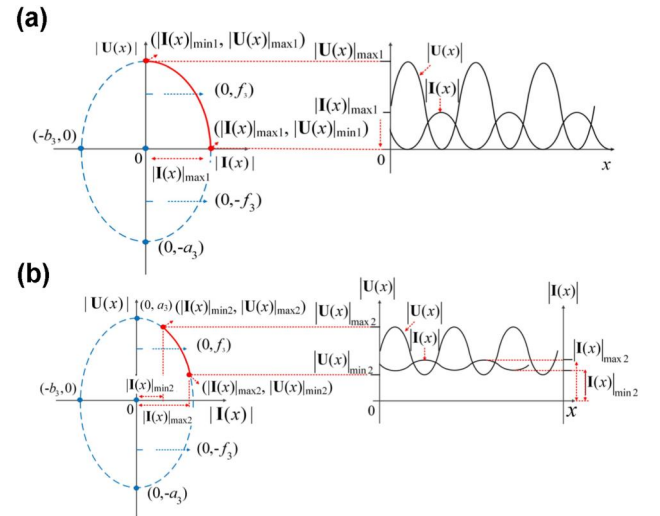 (a)
|U(x)|
(|I(x)|min1, |U(x)|max1)
(0, f3)
(-b3,0)
(|I(x)|max1, |U(x)|min1)
0
|I(x)|max1
|I(x)|
(0,-f3)
(0,-a3)
|U(x)|max1
|U(x)|
|I(x)|max1
|I(x)|
0
x
(b)
|U(x)|
(0, a3)
(|I(x)|min2, |U(x)|max2)
(0, f)
(-b3,0)
|I(x)|min2
(|I(x)|max2, |U(x)|min2)
0
|I(x)|max2
|I(x)|
(0,-f3)
(0,-a3)
|U(x)|
|U(x)|max2
|U(x)|
|I(x)|
|U(x)|min2
0
x
|I(x)|
|I(x)|max2
|I(x)|min2